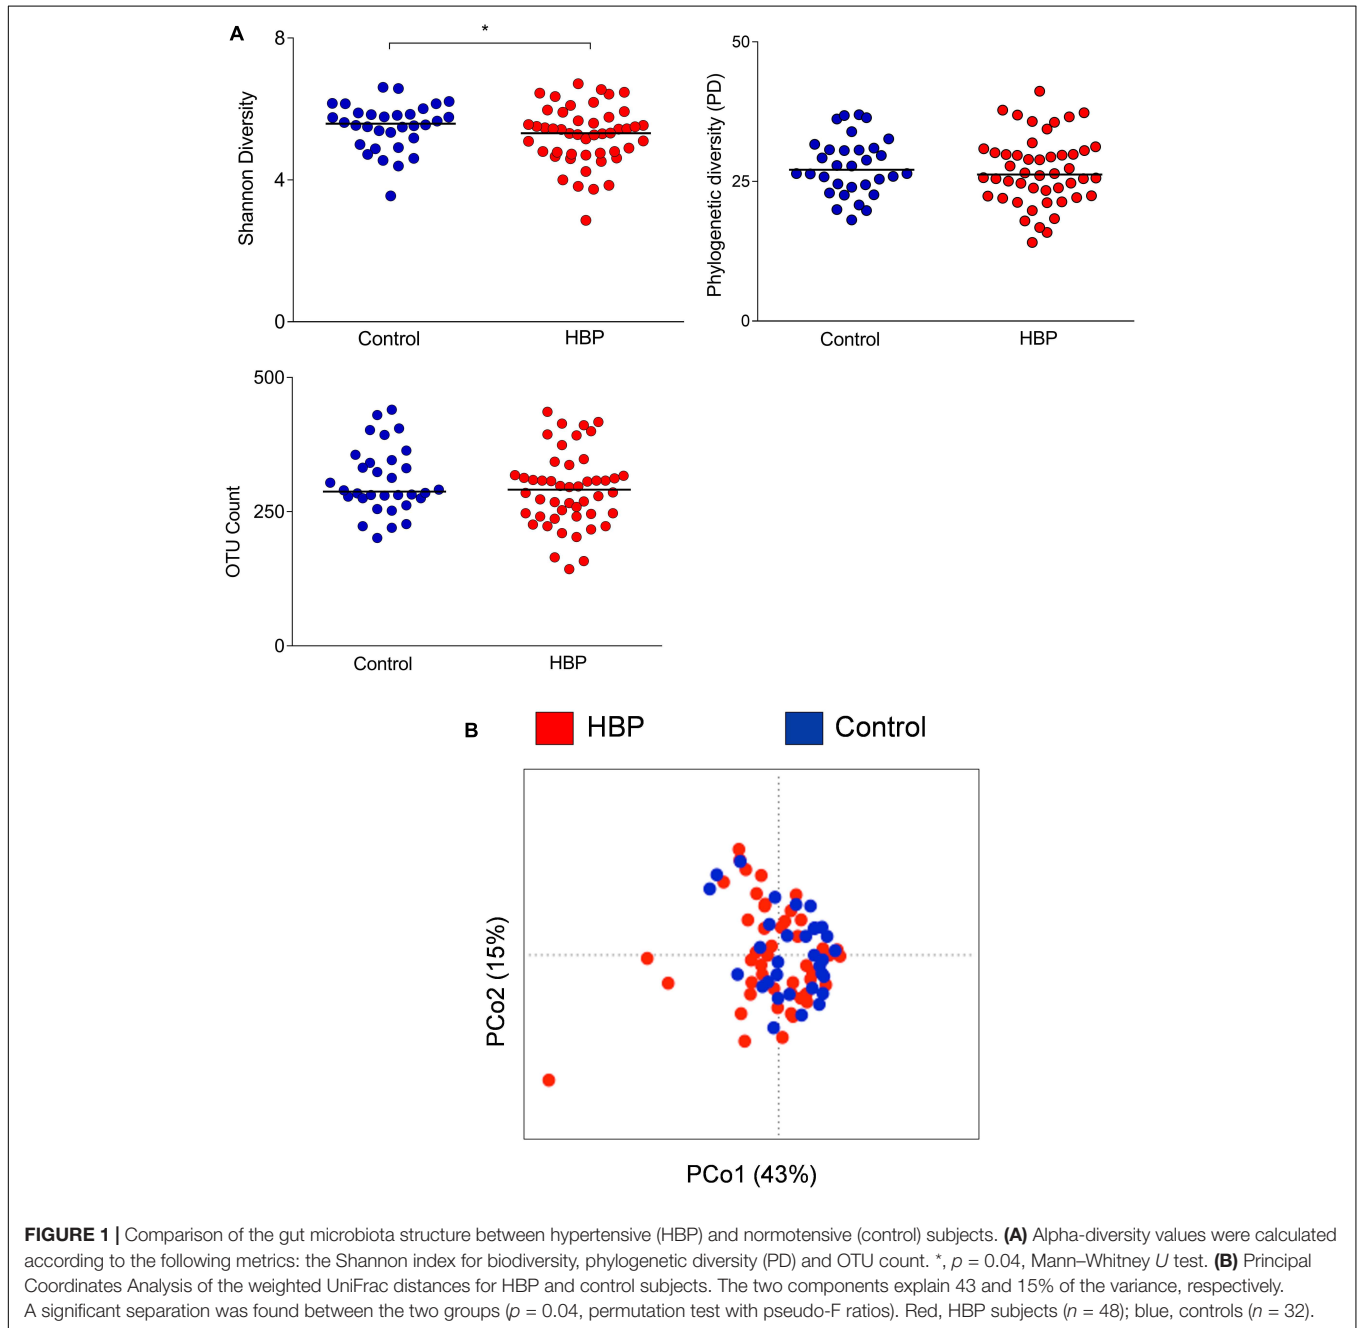 A
*
8
4
0
Shannon Diversity
Control
HBP
50
25
0
Phylogenetic diversity (PD)
Control
HBP
500
250
0
OTU Count
Control
HBP
B
HBP
Control
PCo2 (15%)
PCo1 (43%)
FIGURE 1 | Comparison of the gut microbiota structure between hypertensive (HBP) and normotensive (control) subjects. (A) Alpha-diversity values were calculated
according to the following metrics: the Shannon index for biodiversity, phylogenetic diversity (PD) and OTU count. *, p = 0.04, Mann–Whitney U test. (B) Principal
Coordinates Analysis of the weighted UniFrac distances for HBP and control subjects. The two components explain 43 and 15% of the variance, respectively.
A significant separation was found between the two groups (p = 0.04, permutation test with pseudo-F ratios). Red, HBP subjects (n = 48); blue, controls (n = 32).